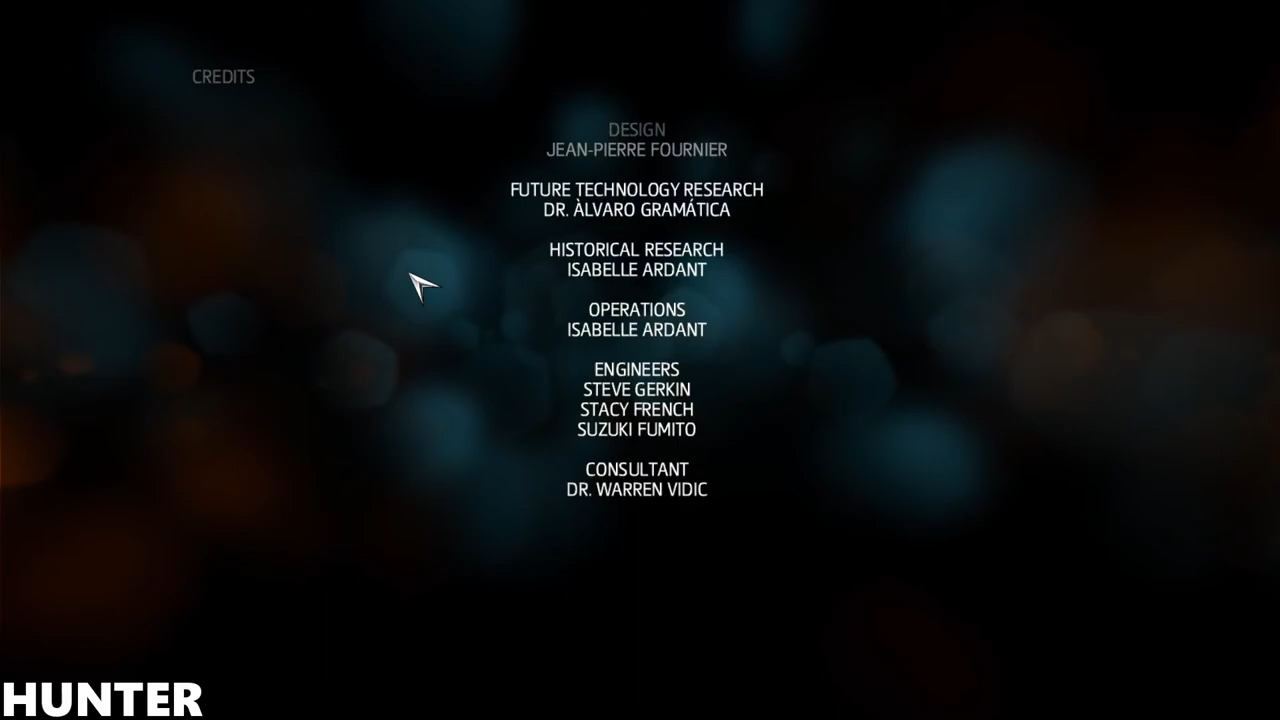 CREDITS
DESIGN
JEAN-PIERRE FOURNIER
FUTURE TECHNOLOGY RESEARCH
DR. ÀLVARO GRAMÁTICA
HISTORICAL RESEARCH
ISABELLE ARDANT
OPERATIONS
ISABELLE ARDANT
ENGINEERS
STEVE GERKIN
STACY FRENCH
SUZUKI FUMITO
CONSULTANT
DR. WARREN VIDIC
HUNTER